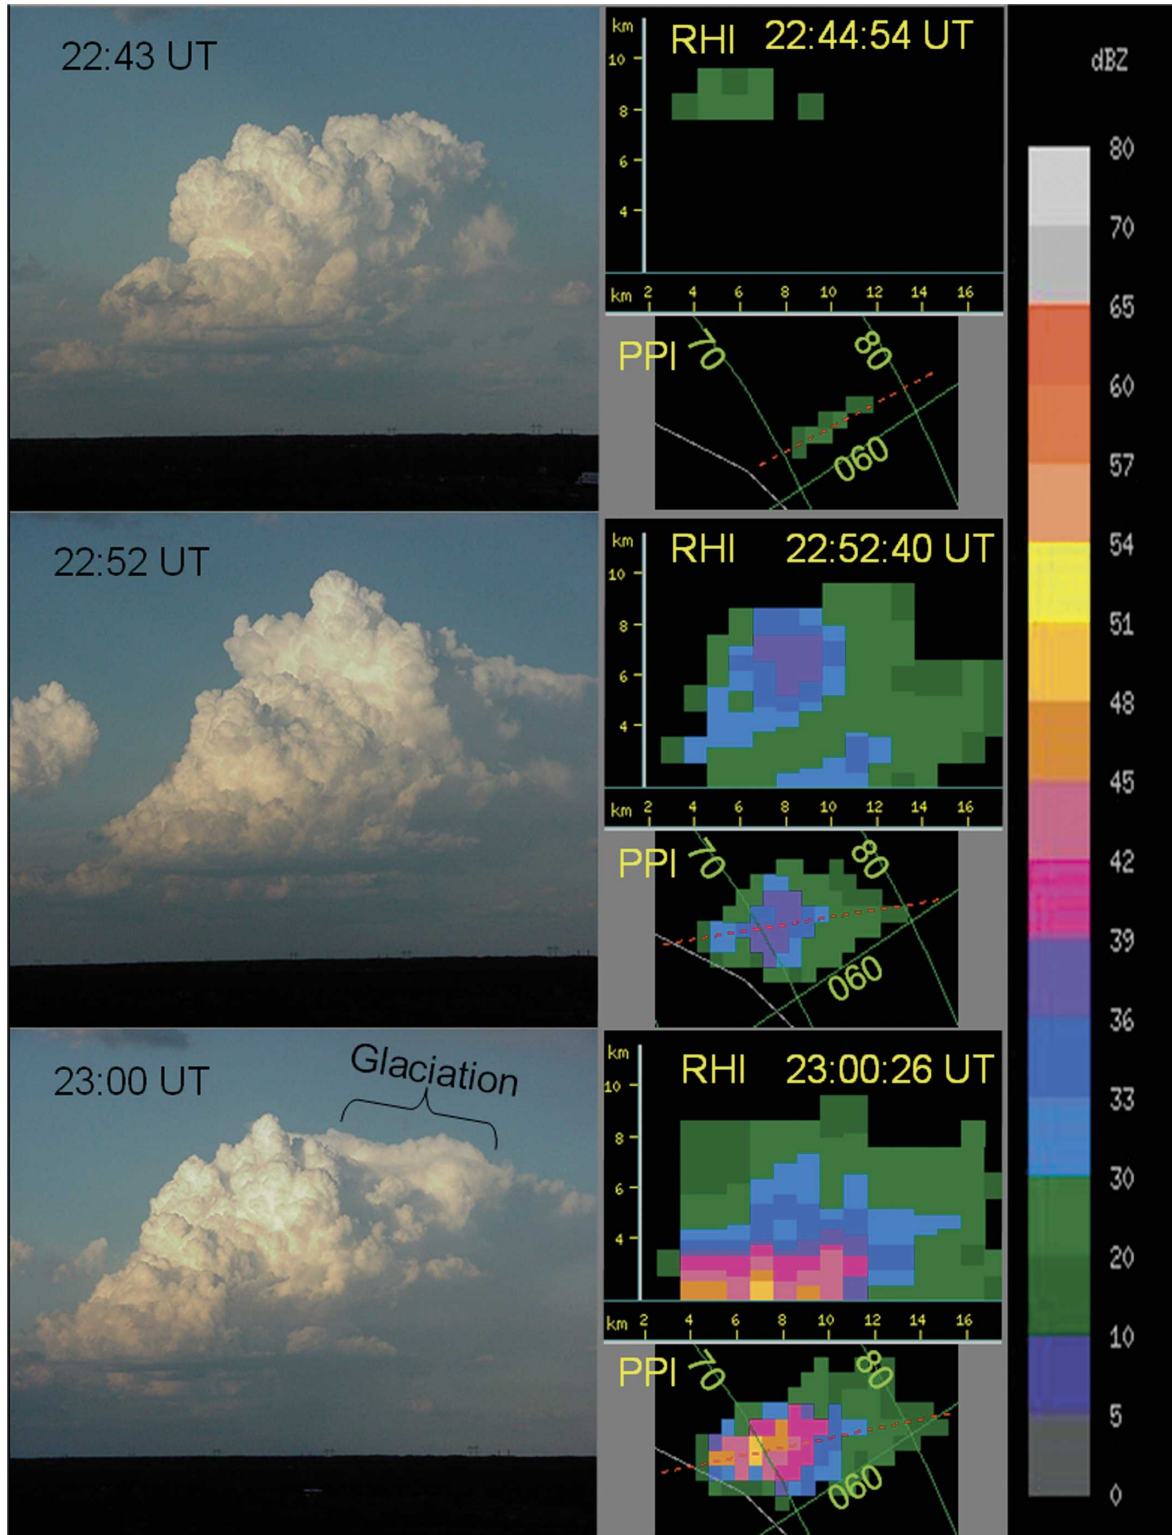 22:43 UT
RHI 22:44:54 UT
km
10
8
6
4
km 2 4 6 8 10 12 14 16
PPI
70
80
060
22:52 UT
RHI 22:52:40 UT
km
10
8
6
4
km 2 4 6 8 10 12 14 16
PPI
70
80
060
23:00 UT
Glaciation
RHI 23:00:26 UT
km
10
8
6
4
km 2 4 6 8 10 12 14 16
PPI
70
80
060
dBZ
80
70
65
60
57
54
51
48
45
42
39
36
33
30
20
10
5
0